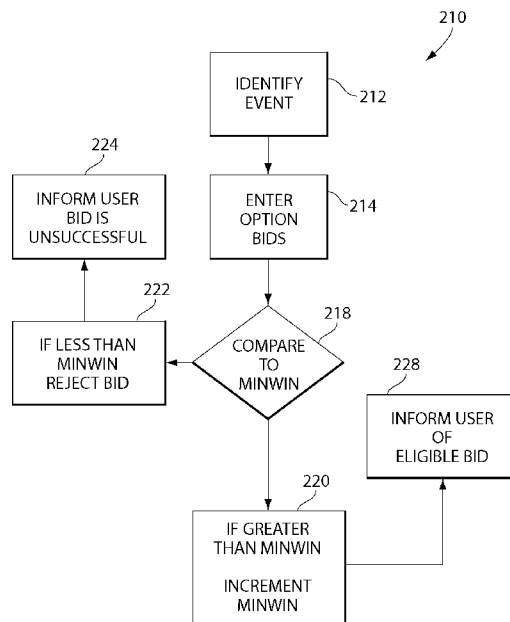 210
IDENTIFY
EVENT
212
224
INFORM USER
BID IS
UNSUCCESSFUL
ENTER
OPTION
BIDS
214
222
IF LESS THAN
MINWIN
REJECT BID
218
COMPARE
TO
MINWIN
228
INFORM USER
OF
ELIGIBLE BID
220
IF GREATER
THAN MINWIN
INCREMENT
MINWIN